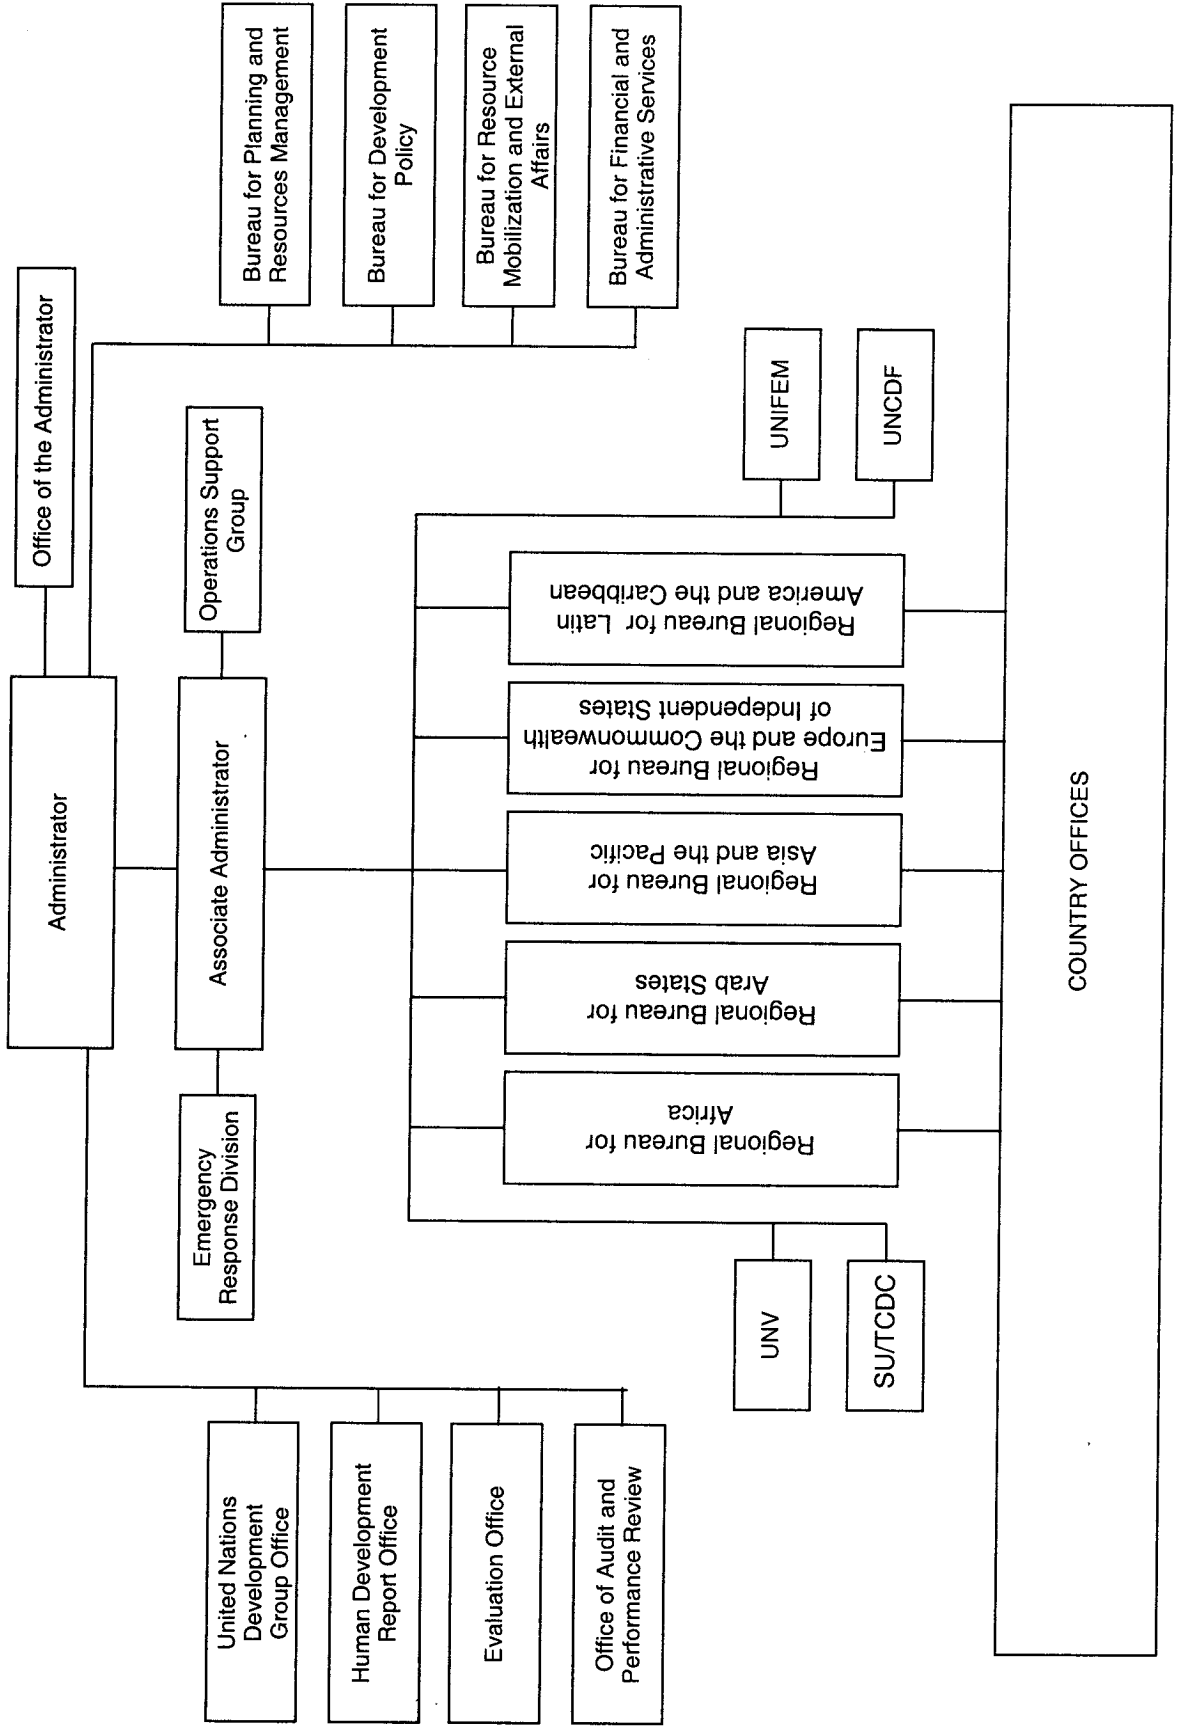 Administrator
Office of the Administrator
Associate Administrator
Emergency
Response Division
Operations Support
Group
United Nations
Development
Group Office
Human Development
Report Office
Evaluation Office
Office of Audit and
Performance Review
Bureau for Planning and
Resources Management
Bureau for Development
Policy
Bureau for Resource
Mobilization and External
Affairs
Bureau for Financial and
Administrative Services
UNV
SU/TCDC
Regional Bureau for
Africa
Regional Bureau for
Arab States
Regional Bureau for
Asia and the Pacific
Regional Bureau for
Europe and the Commonwealth
of Independent States
Regional Bureau for Latin
America and the Caribbean
UNIFEM
UNCDF
COUNTRY OFFICES